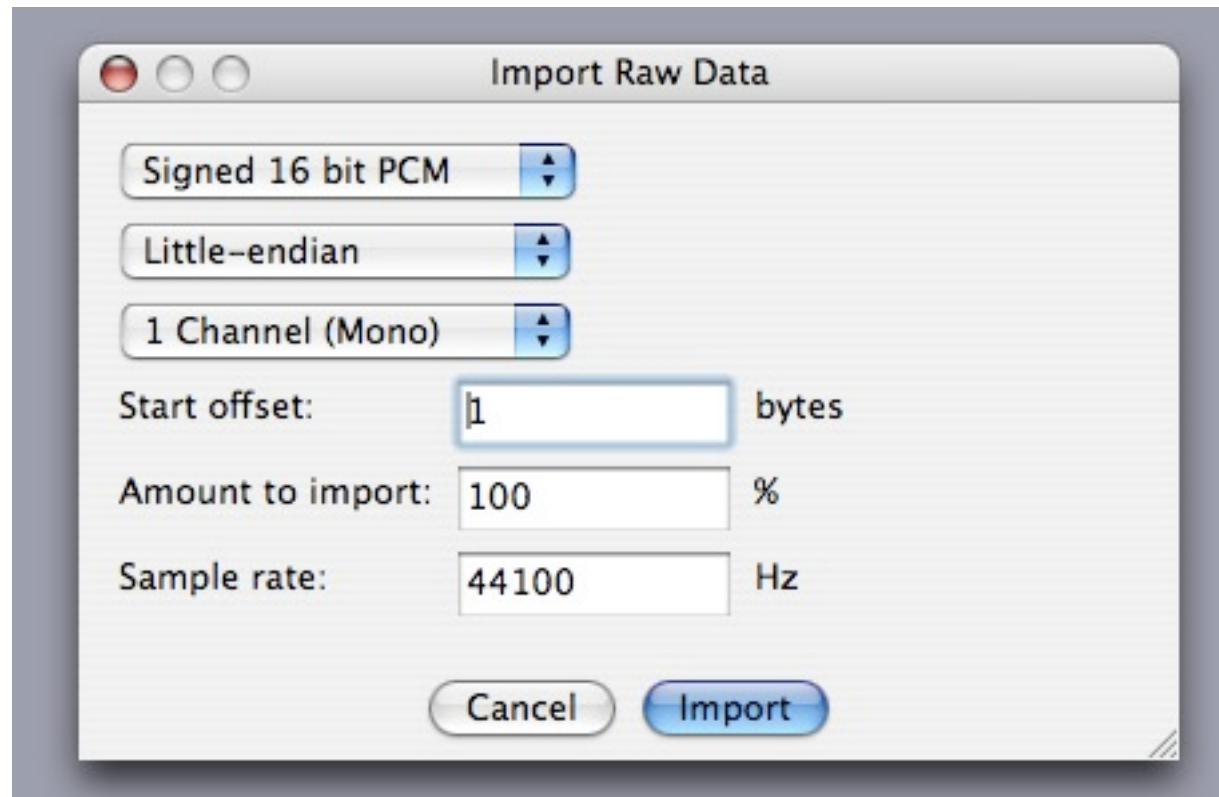 Import Raw Data
Signed 16 bit PCM
Little-endian
1 Channel (Mono)
Start offset: 1 bytes
Amount to import: 100 %
Sample rate: 44100 Hz
Cancel Import